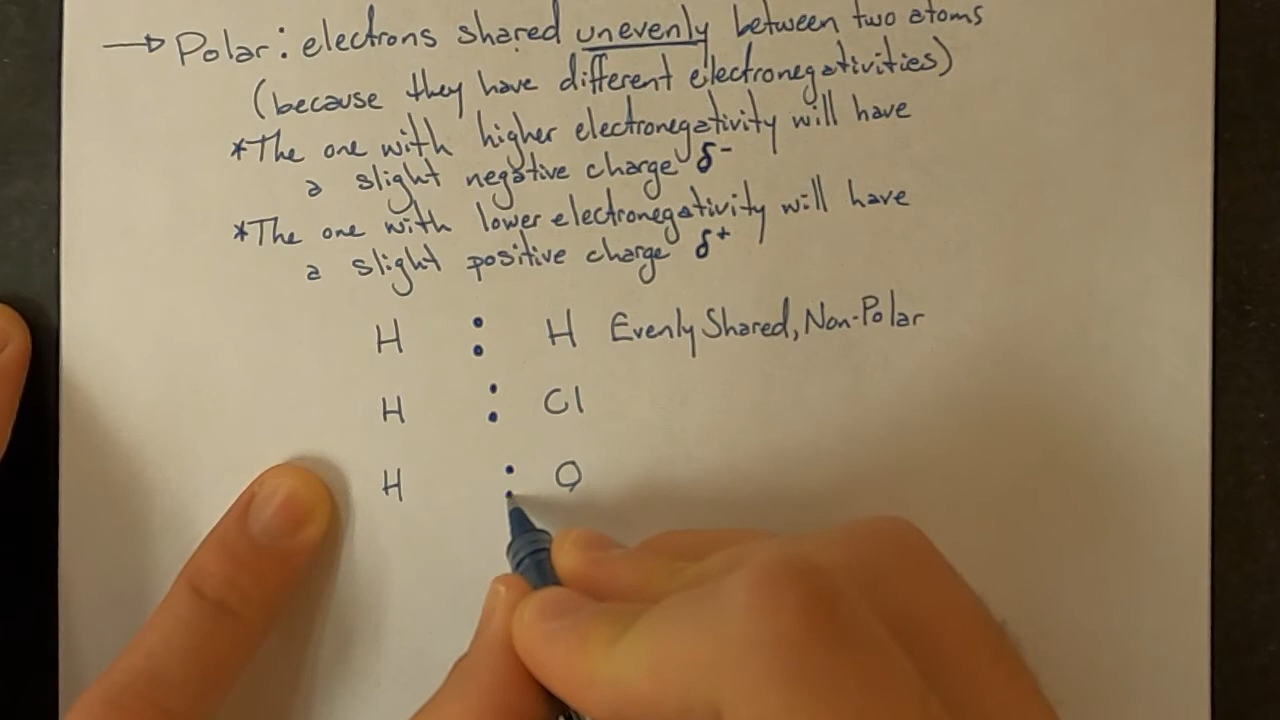 → Polar: electrons shared unevenly between two atoms
(because they have different electronegativities)
*The one with higher electronegativity will have
a slight negative charge δ-
*The one with lower electronegativity will have
a slight positive charge δ+
H : H Evenly Shared, Non-Polar
H : Cl
H : O